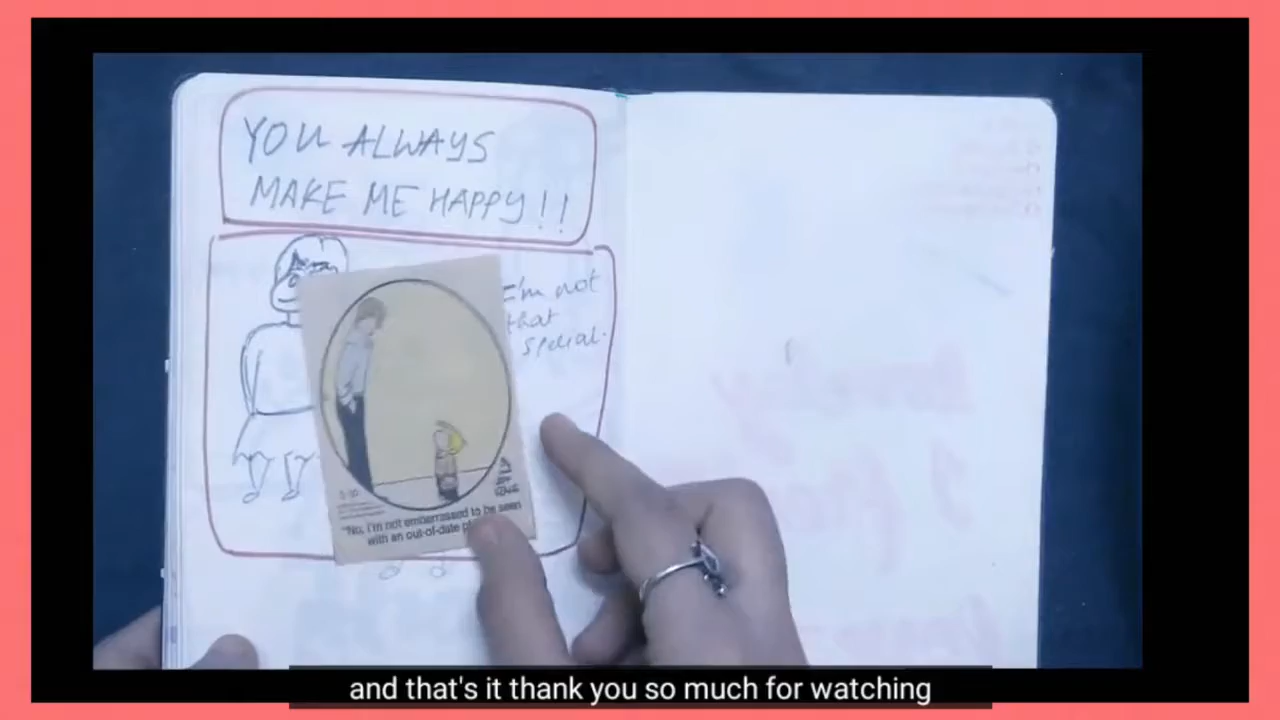 YOU ALWAYS
MAKE ME HAPPY!!
I'm not
that
special.
"No, I'm not embarrassed to be seen
with an out-of-date
and that's it thank you so much for watching